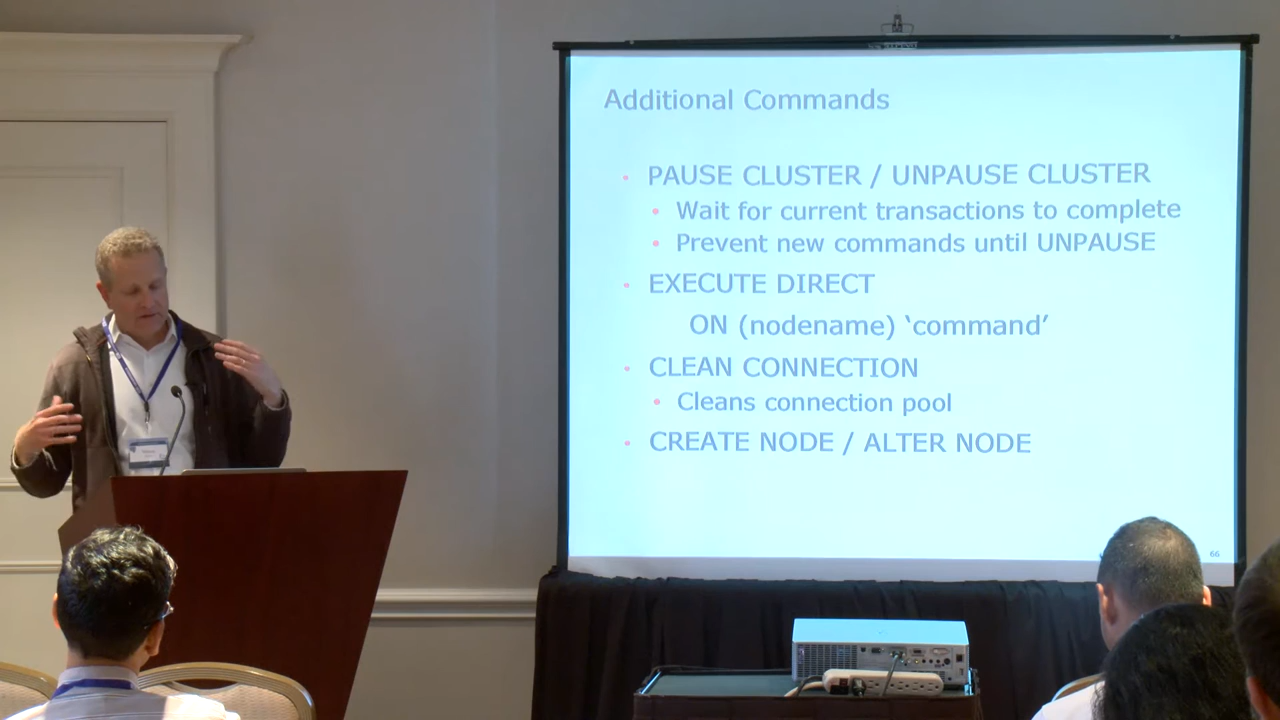 Additional Commands
• PAUSE CLUSTER / UNPAUSE CLUSTER
• Wait for current transactions to complete
• Prevent new commands until UNPAUSE
• EXECUTE DIRECT
ON (nodename) ‘command’
• CLEAN CONNECTION
• Cleans connection pool
• CREATE NODE / ALTER NODE
66